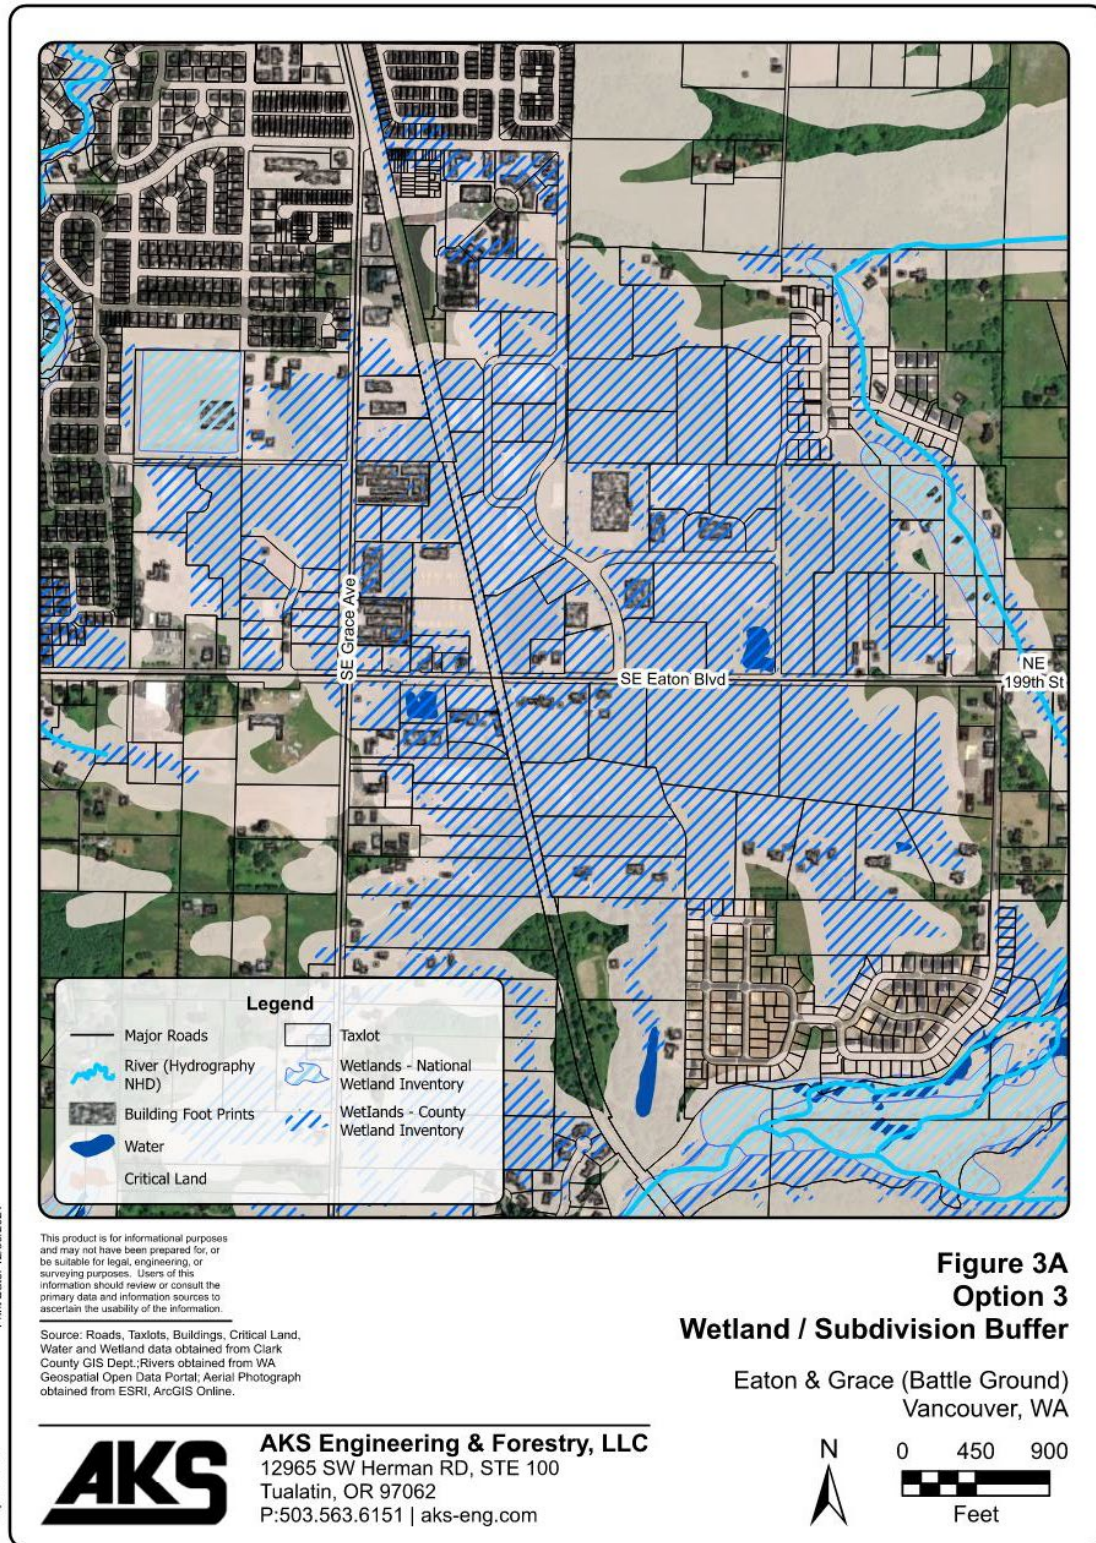 SE Grace Ave
SE Eaton Blvd
NE
199th St
Legend
Major Roads
River (Hydrography
NHD)
Building Foot Prints
Water
Critical Land
Taxlot
Wetlands - National
Wetland Inventory
Wetlands - County
Wetland Inventory
This product is for informational purposes
and may not have been prepared for, or
be suitable for legal, engineering, or
surveying purposes. Users of this
information should review or consult the
primary data and information sources to
ascertain the usability of the information.
Source: Roads, Taxlots, Buildings, Critical Land,
Water and Wetland data obtained from Clark
County GIS Dept.;Rivers obtained from WA
Geospatial Open Data Portal; Aerial Photograph
obtained from ESRI, ArcGIS Online.
Figure 3A
Option 3
Wetland / Subdivision Buffer
Eaton & Grace (Battle Ground)
Vancouver, WA
AKS
AKS Engineering & Forestry, LLC
12965 SW Herman RD, STE 100
Tualatin, OR 97062
P:503.563.6151 | aks-eng.com
N
0 450 900
Feet